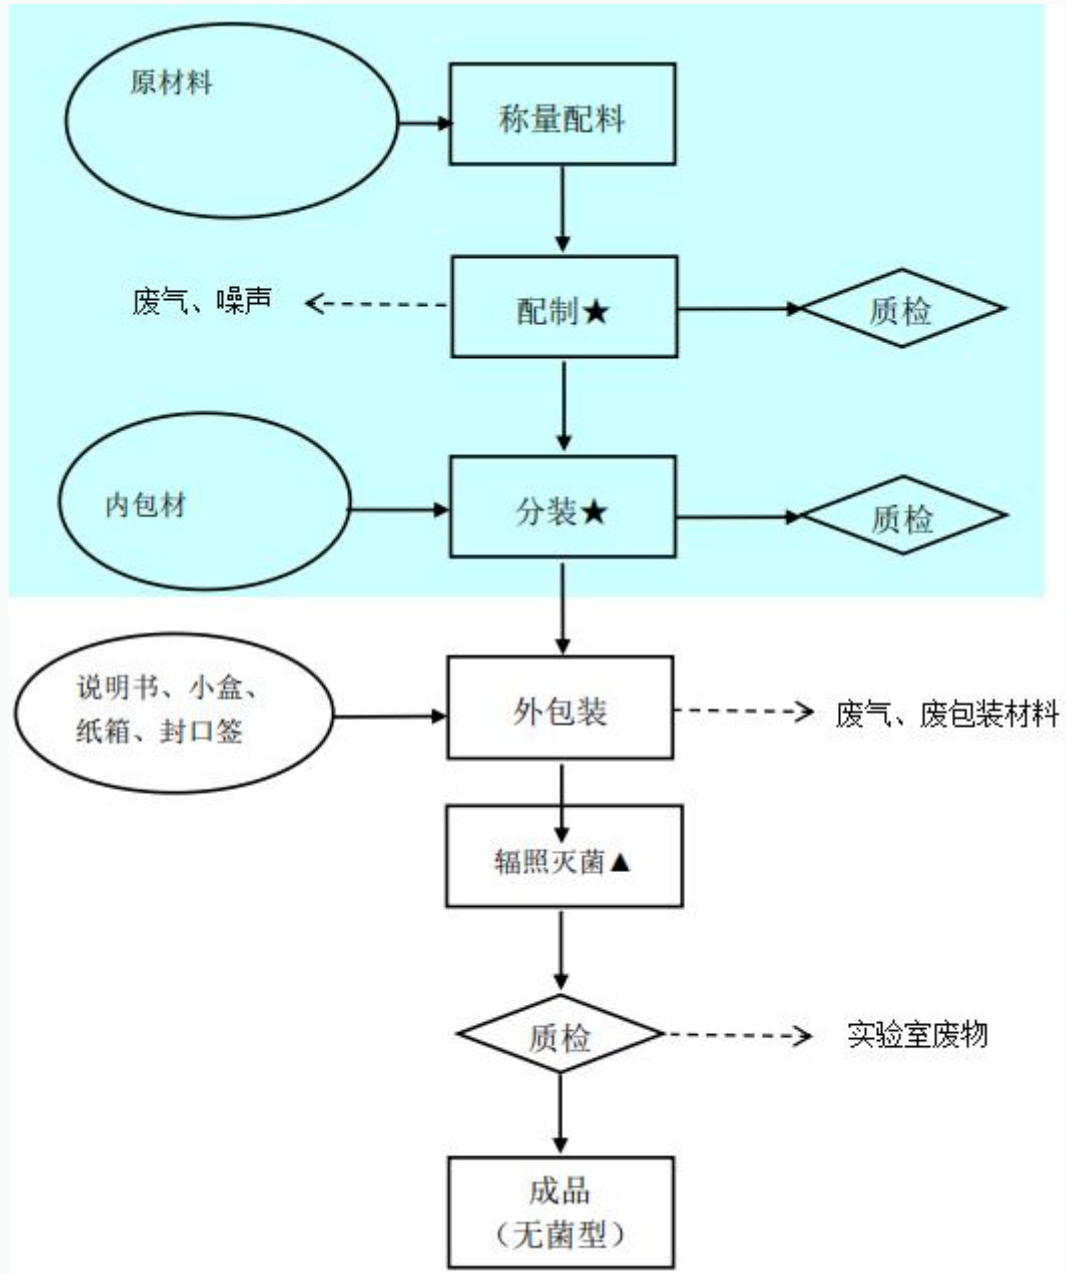 原材料
称量配料
废气、噪声
配制★
质检
内包材
分装★
质检
说明书、小盒、
纸箱、封口签
外包装
废气、废包装材料
辐照灭菌▲
质检
实验室废物
成品
（无菌型）